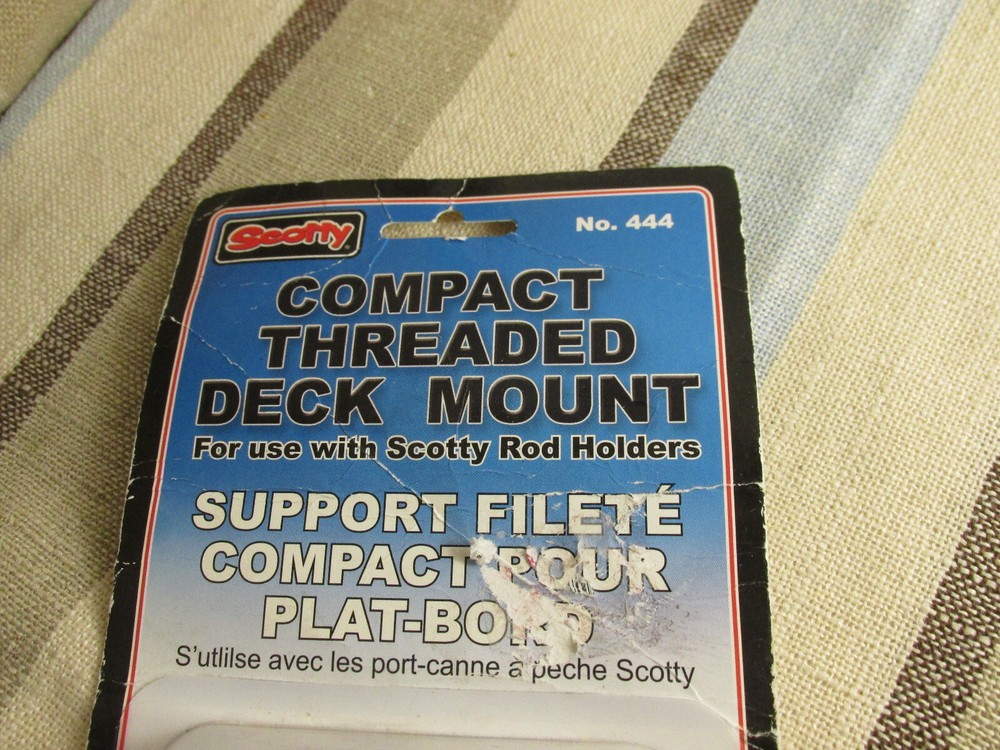 Scotty
No. 444
COMPACT
THREADED
DECK MOUNT
For use with Scotty Rod Holders
SUPPORT FILETÉ
COMPACT POUR
PLAT-BORD
S'utlilse avec les port-canne à pêche Scotty